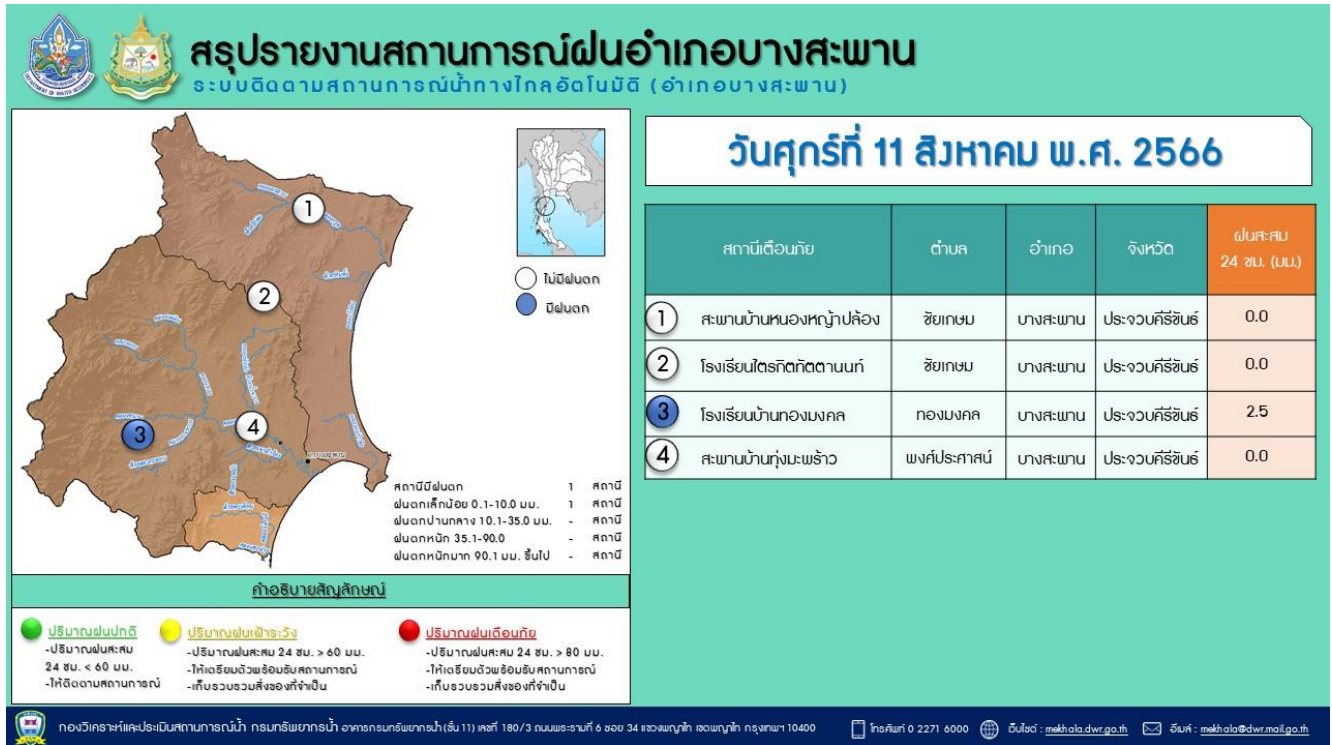 สรุปรายงานสถานการณ์ฝนอำเภอบางสะพาน
ระบบติดตามสถานการณ์น้ำทางไกลอัตโนมัติ (อำเภอบางสะพาน)
วันศุกร์ที่ 11 สิงหาคม พ.ศ. 2566
1
2
3
4
ไม่มีฝนตก
มีฝนตก
สถานีมีฝนตก 1 สถานี
ฝนตกเล็กน้อย 0.1-10.0 มม. 1 สถานี
ฝนตกปานกลาง 10.1-35.0 มม. - สถานี
ฝนตกหนัก 35.1-90.0 - สถานี
ฝนตกหนักมาก 90.1 มม. ขึ้นไป - สถานี
สถานีเตือนภัย ตำบล อำเภอ จังหวัด ฝนสะสม 24 ชม. (มม.)
1 สะพานบ้านหนองหญ้าปล้อง ชัยเกษม บางสะพาน ประจวบคีรีขันธ์ 0.0
2 โรงเรียนไตรกิตทัตตานนท์ ชัยเกษม บางสะพาน ประจวบคีรีขันธ์ 0.0
3 โรงเรียนบ้านทองมงคล ทองมงคล บางสะพาน ประจวบคีรีขันธ์ 2.5
4 สะพานบ้านทุ่งมะพร้าว พงศ์ประศาสน์ บางสะพาน ประจวบคีรีขันธ์ 0.0
คำอธิบายสัญลักษณ์
ปริมาณฝนปกติ
-ปริมาณฝนสะสม
24 ชม. < 60 มม.
-ให้ติดตามสถานการณ์
ปริมาณฝนเฝ้าระวัง
-ปริมาณฝนสะสม 24 ชม. > 60 มม.
-ให้เตรียมตัวพร้อมรับสถานการณ์
-เก็บรวบรวมสิ่งของที่จำเป็น
ปริมาณฝนเตือนภัย
-ปริมาณฝนสะสม 24 ชม. > 80 มม.
-ให้เตรียมตัวพร้อมรับสถานการณ์
-เก็บรวบรวมสิ่งของที่จำเป็น
กองวิเคราะห์และประเมินสถานการณ์น้ำ กรมทรัพยากรน้ำ อาคารกรมทรัพยากรน้ำ (ชั้น 11) เลขที่ 180/3 ถนนพระรามที่ 6 ซอย 34 แขวงพญาไท เขตพญาไท กรุงเทพฯ 10400 โทรศัพท์ 0 2271 6000 เว็บไซต์ : mekhala.dwr.go.th อีเมล์ : mekhala@dwr.mail.go.th